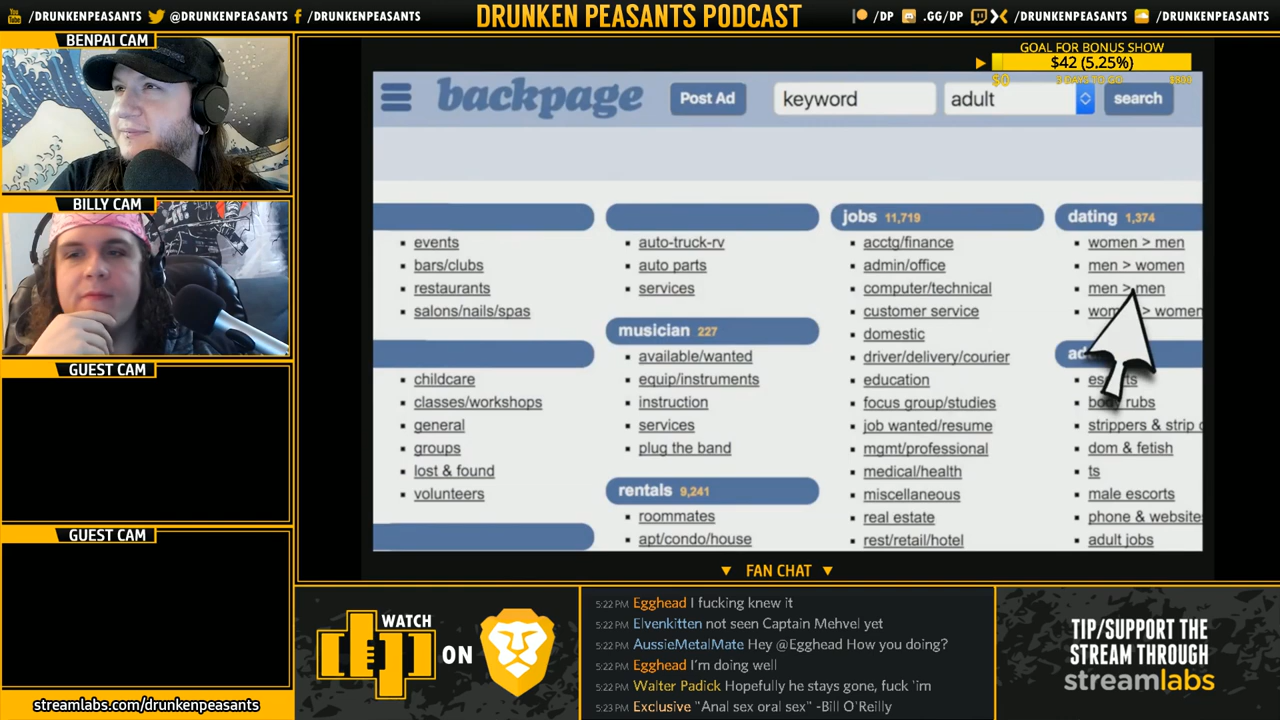 You Tube /DRUNKENPEASANTS @DRUNKENPEASANTS /DRUNKENPEASANTS
DRUNKEN PEASANTS PODCAST
/DP .GG/DP /DRUNKENPEASANTS /DRUNKENPEASANTS
BENPAI CAM
BILLY CAM
GUEST CAM
GUEST CAM
streamlabs.com/drunkenpeasants
GOAL FOR BONUS SHOW
$42 (5.25%)
$0
backpage
Post Ad
keyword
adult
search
events
bars/clubs
restaurants
salons/nails/spas
childcare
classes/workshops
general
groups
lost & found
volunteers
auto-truck-rv
auto parts
services
musician 227
available/wanted
equip/instruments
instruction
services
plug the band
rentals 9,241
roommates
apt/condo/house
jobs 11,719
acctg/finance
admin/office
computer/technical
customer service
domestic
driver/delivery/courier
education
focus group/studies
job wanted/resume
mgmt/professional
medical/health
miscellaneous
real estate
rest/retail/hotel
dating 1,374
women > men
men > women
men > men
> women
body rubs
strippers & strip
dom & fetish
ts
male escorts
phone & website
adult jobs
FAN CHAT
WATCH
ON
5:22 PM Egghead I fucking knew it
5:22 PM Elvenkitten not seen Captain Mehvel yet
5:22 PM AussieMetalMate Hey @Egghead How you doing?
5:22 PM Egghead I'm doing well
5:22 PM Walter Padick Hopefully he stays gone, fuck 'im
5:23 PM Exclusive "Anal sex oral sex" -Bill O'Reilly
TIP/SUPPORT THE
STREAM THROUGH
streamlabs